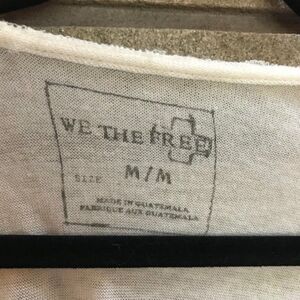 WE THE FREE
SIZE M/M
MADE IN GUATEMALA
FABRIQUE AUX GUATEMALA